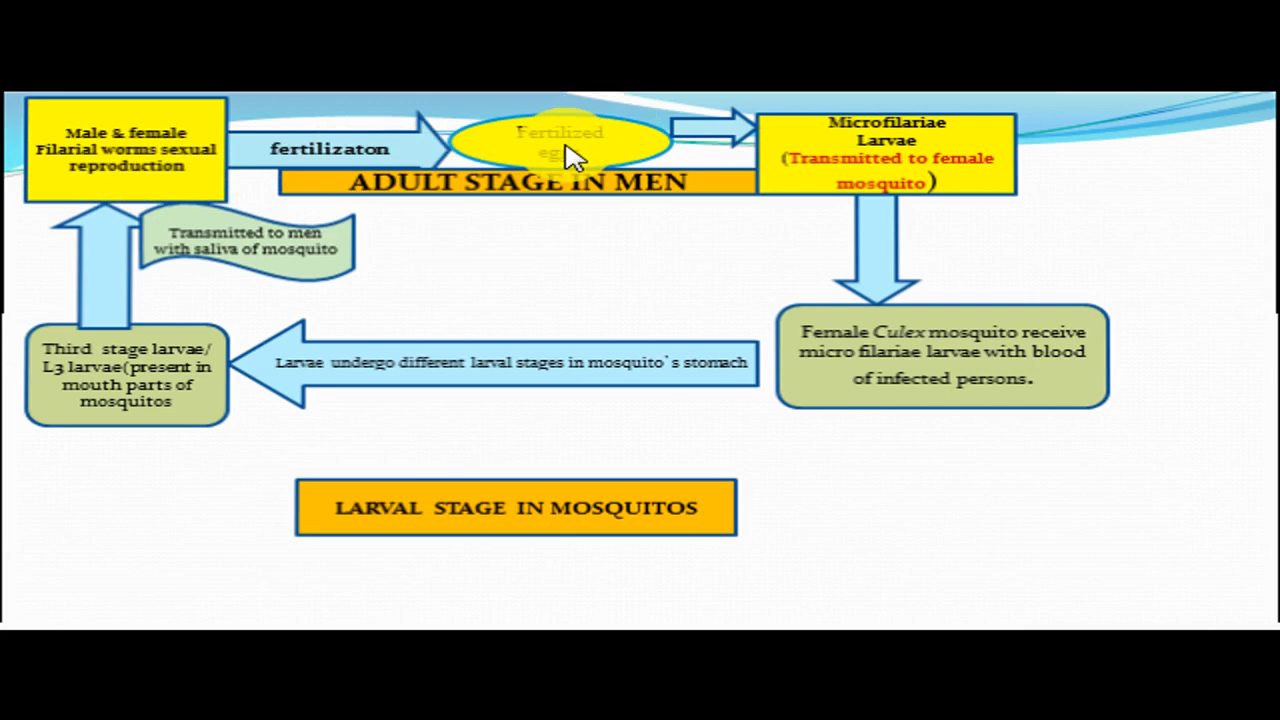 Male & female
Filarial worms sexual
reproduction
fertilizaton
Fertilized
Microfilariae
Larvae
(Transmitted to female
mosquito)
ADULT STAGE IN MEN
Transmitted to men
with saliva of mosquito
Third stage larvae/
L3 larvae(present in
mouth parts of
mosquitos
Larvae undergo different larval stages in mosquito`s stomach
Female Culex mosquito receive
micro filariae larvae with blood
of infected persons.
LARVAL STAGE IN MOSQUITOS